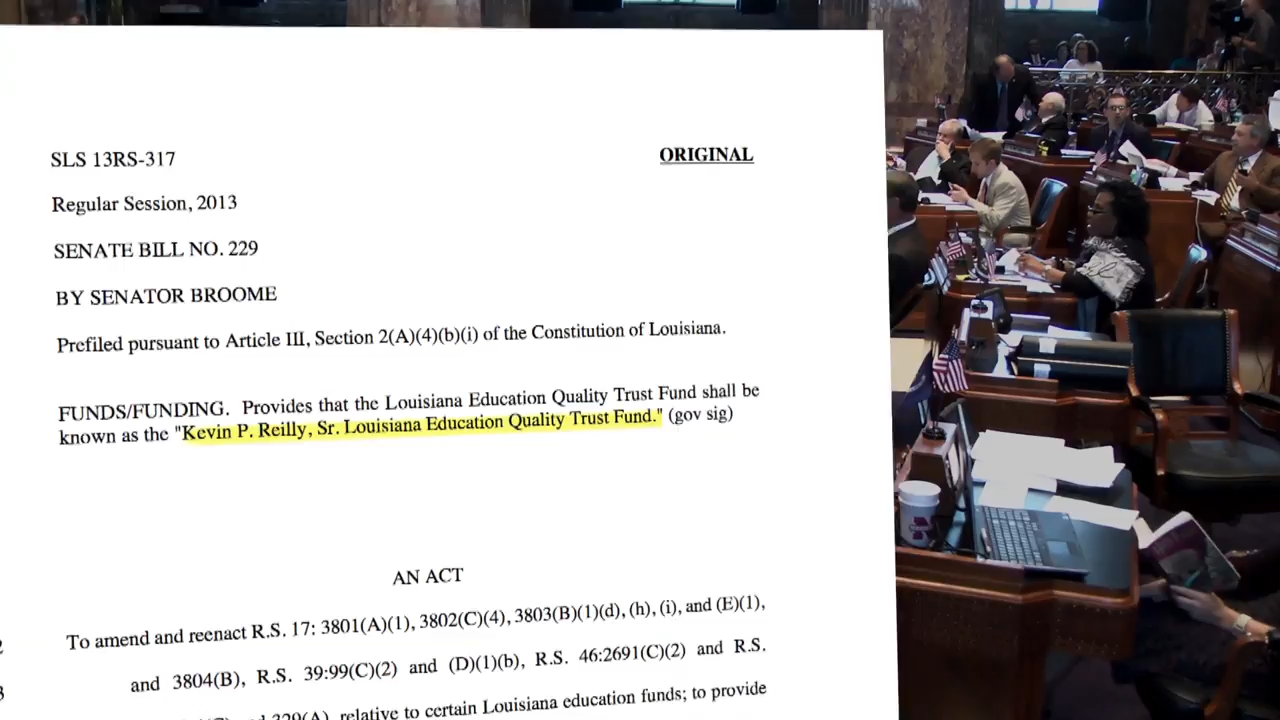 SLS 13RS-317
ORIGINAL
Regular Session, 2013
SENATE BILL NO. 229
BY SENATOR BROOME
Prefiled pursuant to Article III, Section 2(A)(4)(b)(i) of the Constitution of Louisiana.
FUNDS/FUNDING. Provides that the Louisiana Education Quality Trust Fund shall be
known as the "Kevin P. Reilly, Sr. Louisiana Education Quality Trust Fund." (gov sig)
AN ACT
To amend and reenact R.S. 17: 3801(A)(1), 3802(C)(4), 3803(B)(1)(d), (h), (i), and (E)(1),
and 3804(B), R.S. 39:99(C)(2) and (D)(1)(b), R.S. 46:2691(C)(2) and R.S.
relative to certain Louisiana education funds; to provide